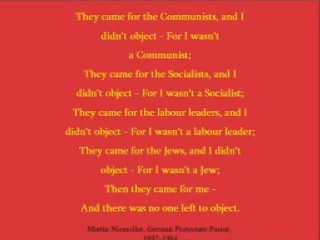 They came for the Communists, and I
didn't object - For I wasn't
a Communist;
They came for the Socialists, and I
didn't object - For I wasn't a Socialist;
They came for the labour leaders, and I
didn't object - For I wasn't a labour leader;
They came for the Jews, and I didn't
object - For I wasn't a Jew;
Then they came for me -
And there was no one left to object.
Martin Niemoller, German Protestant Pastor,
1892-1984